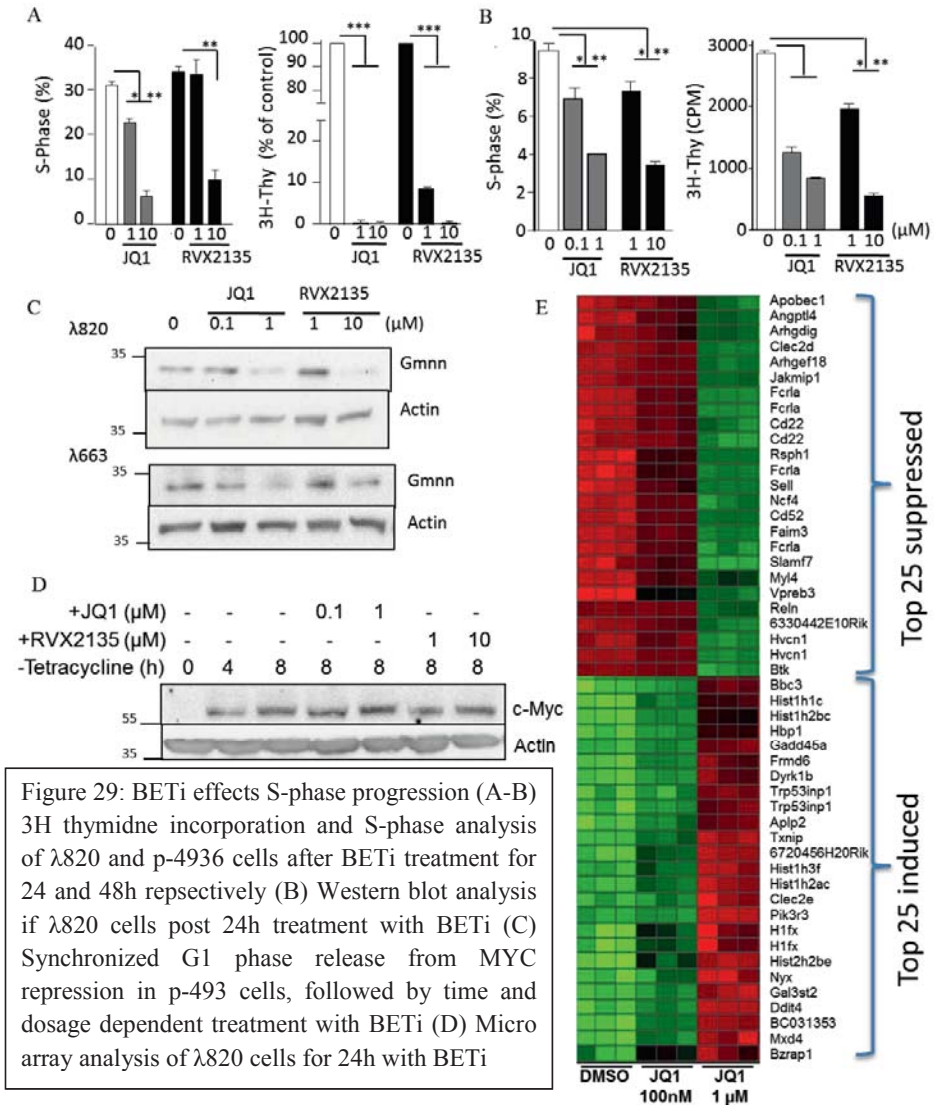 A
S-Phase (%)
40
30
20
10
0
*
**
**
0 1 10 0 1 10
JQ1 RVX2135
3H-Thy (% of control)
100
90
80
20
10
0
***
***
0 1 10 0 1 10
JQ1 RVX2135
B
S-phase (%)
10
8
6
4
2
0
* ** * **
0 0.1 1 1 10
JQ1 RVX2135
3H-Thy (CPM)
3000
2000
1000
0
* **
0 0.1 1 1 10 (μM)
JQ1 RVX2135
C
JQ1 RVX2135
0 0.1 1 1 10 (μM)
λ820
35
Gmnn
Actin
35
λ663
35
Gmnn
Actin
35
D
+JQ1 (μM) - - - 0.1 1 - -
+RVX2135 (μM) - - - - - 1 10
-Tetracycline (h) 0 4 8 8 8 8 8
c-Myc
55
Actin
35
Figure 29: BETi effects S-phase progression (A-B)
3H thymidne incorporation and S-phase analysis
of λ820 and p-4936 cells after BETi treatment for
24 and 48h repsectively (B) Western blot analysis
if λ820 cells post 24h treatment with BETi (C)
Synchronized G1 phase release from MYC
repression in p-493 cells, followed by time and
dosage dependent treatment with BETi (D) Micro
array analysis of λ820 cells for 24h with BETi
E
Apobec1
Angptl4
Arhgdig
Clec2d
Arhgef18
Jakmip1
Fcrla
Fcrla
Cd22
Cd22
Rsph1
Fcrla
Sell
Ncf4
Cd52
Faim3
Fcrla
Slamf7
Myl4
Vpreb3
Reln
6330442E10Rik
Hvcn1
Hvcn1
Btk
Top 25 suppressed
Bbc3
Hist1h1c
Hist1h2bc
Hbp1
Gadd45a
Frmd6
Dyrk1b
Trp53inp1
Trp53inp1
Aplp2
Txnip
6720456H20Rik
Hist1h3f
Hist1h2ac
Clec2e
Pik3r3
H1fx
H1fx
Hist2h2be
Nyx
Gal3st2
Ddit4
BC031353
Mxd4
Bzrap1
Top 25 induced
DMSO JQ1 JQ1
100nM 1 μM